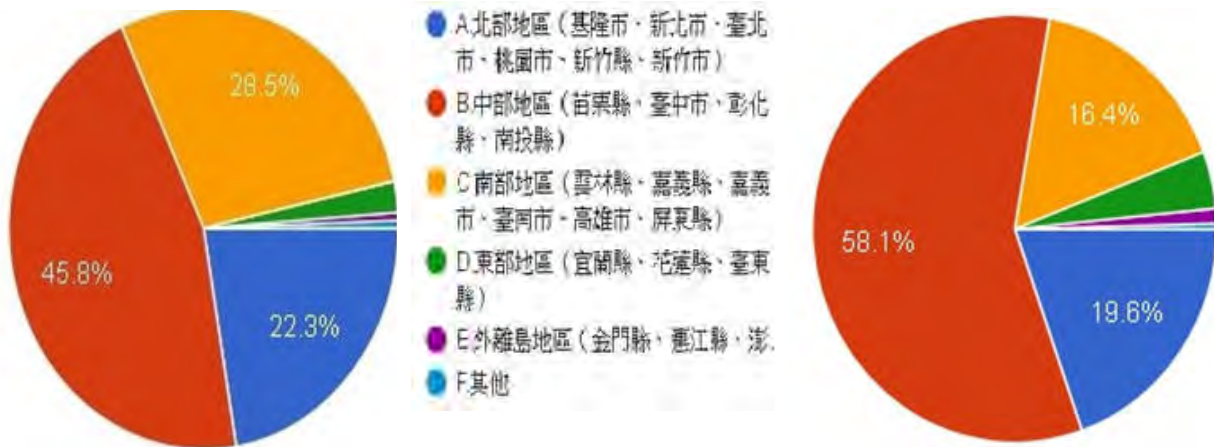 28.5%
45.8%
22.3%
A.北部地區(基隆市、新北市、臺北
市、桃園市、新竹縣、新竹市)
B.中部地區(苗栗縣、臺中市、彰化
縣、南投縣)
C.南部地區(雲林縣、嘉義縣、嘉義
市、臺南市、高雄市、屏東縣)
D.東部地區(宜蘭縣、花蓮縣、臺東
縣)
E.外離島地區(金門縣、連江縣、澎.
F.其他
16.4%
58.1%
19.6%